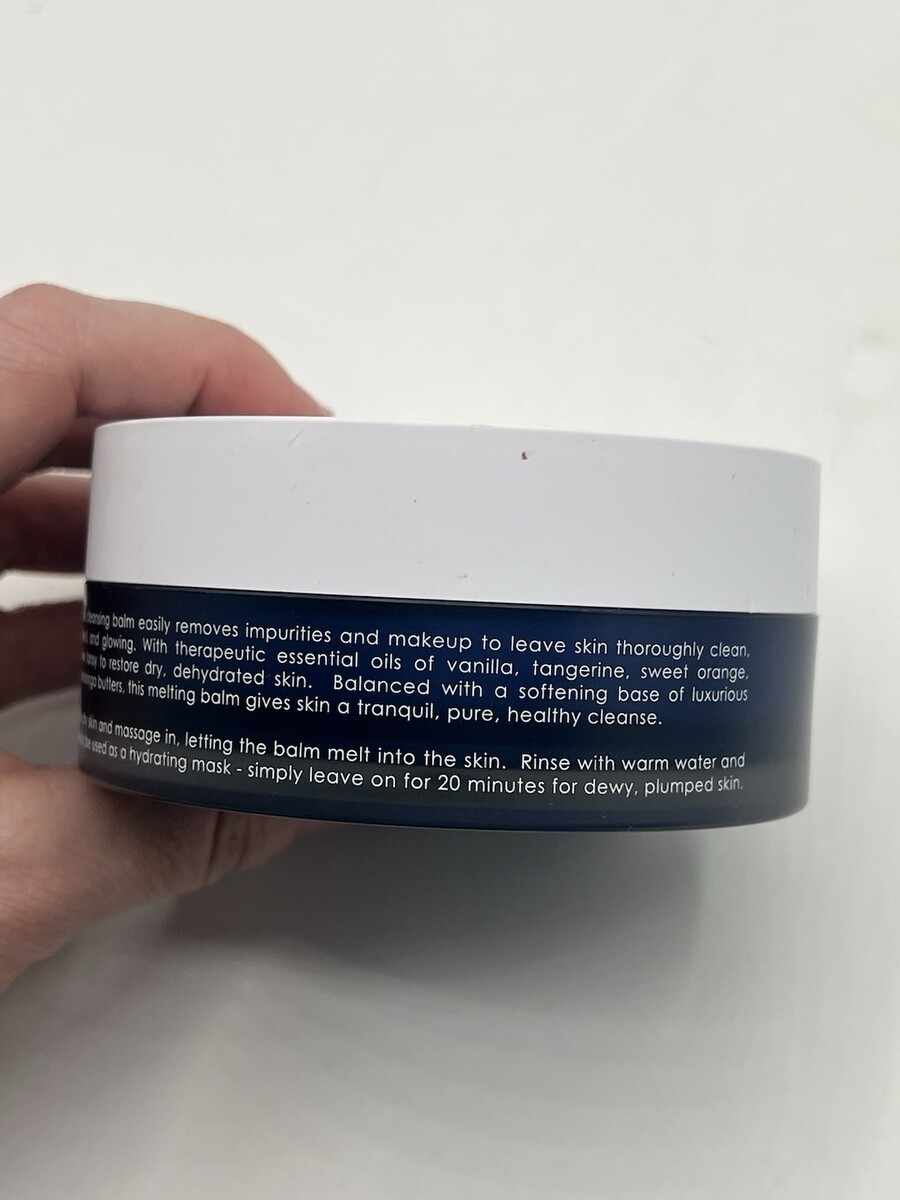 cleansing balm easily removes impurities and makeup to leave skin thoroughly clean,
and glowing. With therapeutic essential oils of vanilla, tangerine, sweet orange,
to restore dry, dehydrated skin. Balanced with a softening base of luxurious
butters, this melting balm gives skin a tranquil, pure, healthy cleanse.
skin and massage in, letting the balm melt into the skin. Rinse with warm water and
be used as a hydrating mask - simply leave on for 20 minutes for dewy, plumped skin.